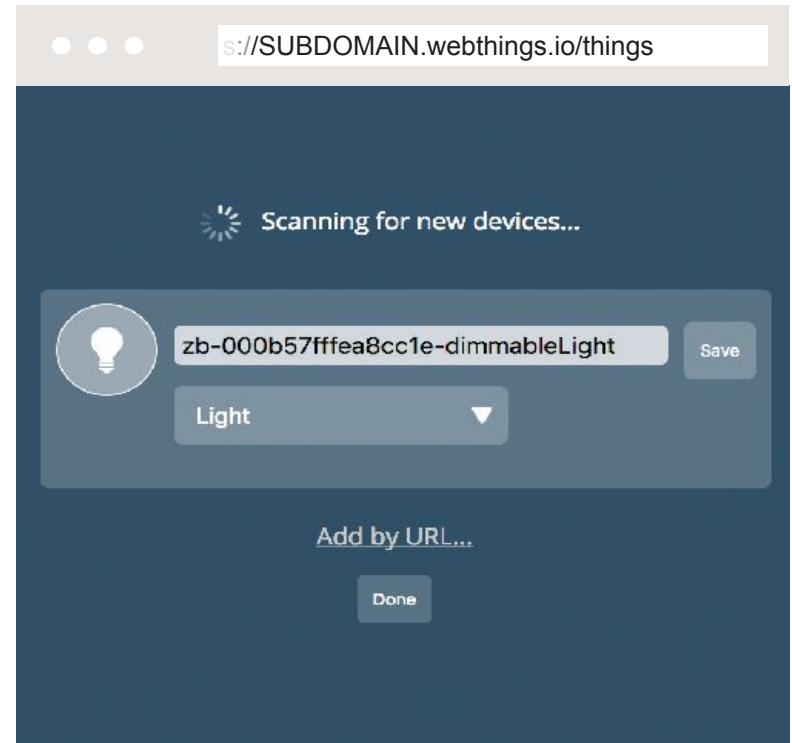 s://SUBDOMAIN.webthings.io/things
Scanning for new devices...
zb-000b57fffea8cc1e-dimmableLight
Save
Light
Add by URL...
Done